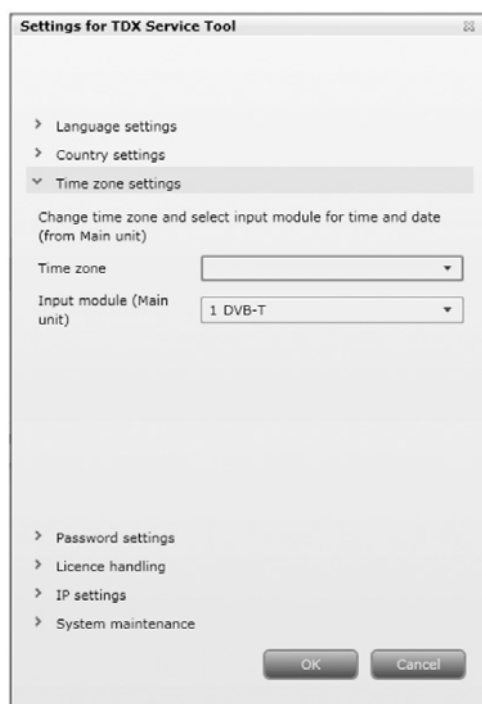 Settings for TDX Service Tool
Language settings
Country settings
Time zone settings
Change time zone and select input module for time and date
(from Main unit)
Time zone
Input module (Main
unit)
1 DVB-T
Password settings
Licence handling
IP settings
System maintenance
OK
Cancel